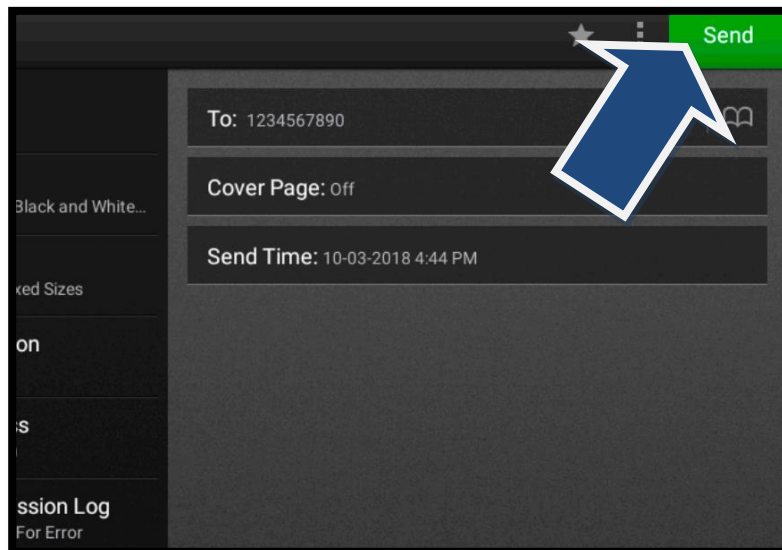 Send
To: 1234567890
Cover Page: Off
Send Time: 10-03-2018 4:44 PM
Black and White...
xed Sizes
on
ss
ssion Log
For Error